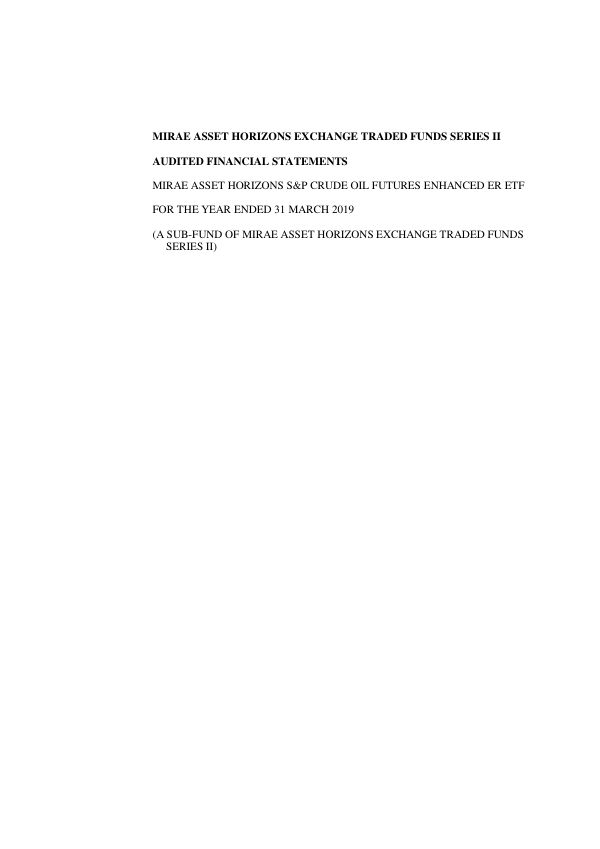 MIRAE ASSET HORIZONS EXCHANGE TRADED FUNDS SERIES II
AUDITED FINANCIAL STATEMENTS
MIRAE ASSET HORIZONS S&P CRUDE OIL FUTURES ENHANCED ER ETF
FOR THE YEAR ENDED 31 MARCH 2019
(A SUB-FUND OF MIRAE ASSET HORIZONS EXCHANGE TRADED FUNDS
SERIES II)